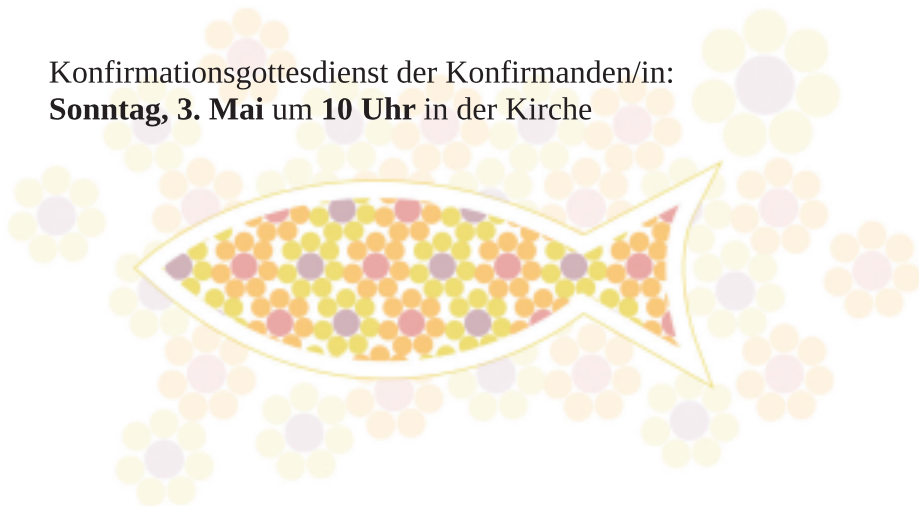 Konfirmationsgottesdienst der Konfirmanden/in:
Sonntag, 3. Mai um 10 Uhr in der Kirche